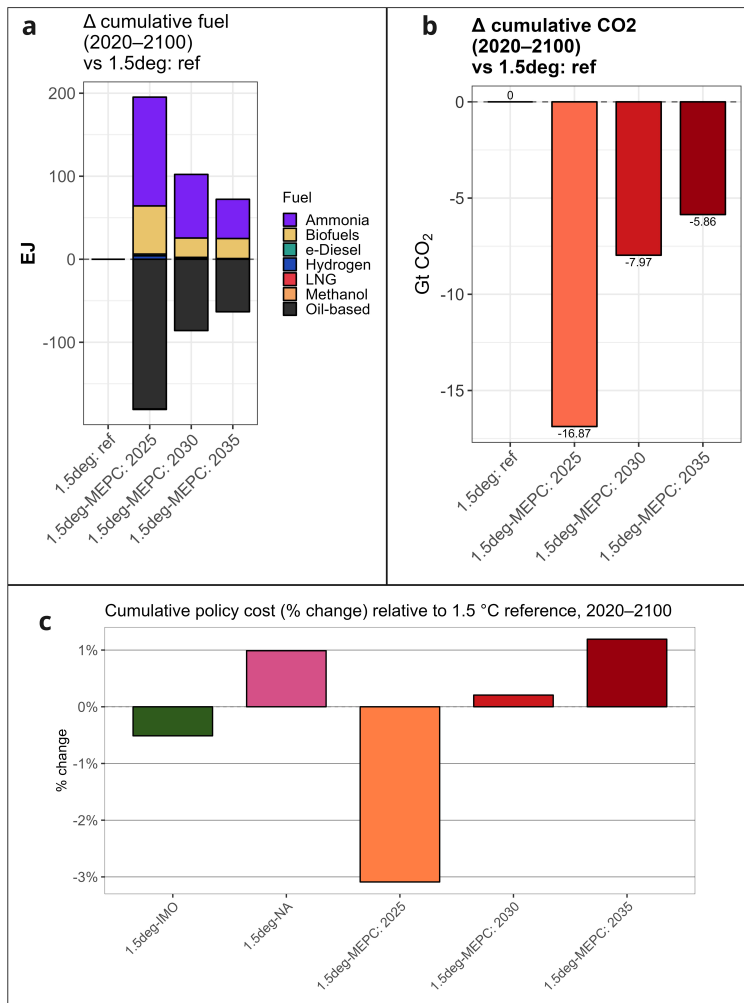 a
Δ cumulative fuel
(2020–2100)
vs 1.5deg: ref
200
100
0
-100
EJ
1.5deg: ref
1.5deg-MEPC: 2025
1.5deg-MEPC: 2030
1.5deg-MEPC: 2035
Fuel
Ammonia
Biofuels
e-Diesel
Hydrogen
LNG
Methanol
Oil-based
b
Δ cumulative CO2
(2020–2100)
vs 1.5deg: ref
0
-5
-10
-15
Gt CO₂
0
-16.87
-7.97
-5.86
1.5deg: ref
1.5deg-MEPC: 2025
1.5deg-MEPC: 2030
1.5deg-MEPC: 2035
c
Cumulative policy cost (% change) relative to 1.5 °C reference, 2020–2100
1%
0%
-1%
-2%
-3%
% change
1.5deg-IMO
1.5deg-NA
1.5deg-MEPC: 2025
1.5deg-MEPC: 2030
1.5deg-MEPC: 2035